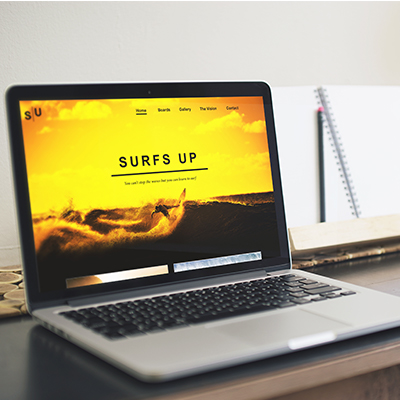 SU
Home Boards Gallery The Vision Contact
SURFS UP
You can't stop the waves but you can learn to surf